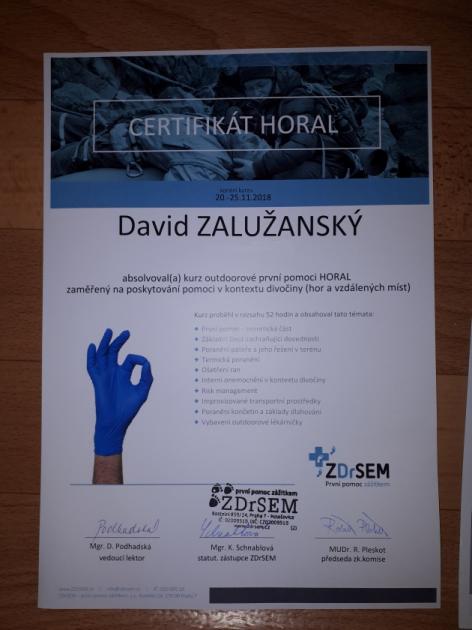 CERTIFIKÁT HORAL
konání kurzu
20.-25.11.2018
David ZALUŽANSKÝ
absolvoval(a) kurz outdoorové první pomoci HORAL
zaměřený na poskytování pomoci v kontextu divočiny (hor a vzdálených míst)
Kurz proběhl v rozsahu 52 hodin a obsahoval tato témata:
První pomoc - teoretická část
Základní život zachraňující dovednosti
Poranění páteře a jeho řešení v terénu
Termická poranění
Ošetření ran
Interní onemocnění v kontextu divočiny
Risk management
Improvizované transportní prostředky
Poranění končetin a základy dlahování
Vybavení outdoorové lékárničky
ZDrSEM
První pomoc zážitkem
první pomoc zážitkem
ZDrSEM
Mgr. D. Podhadská
vedoucí lektor
Mgr. K. Schnablová
statut. zástupce ZDrSEM
MUDr. R. Pleskot
předseda zk.komise